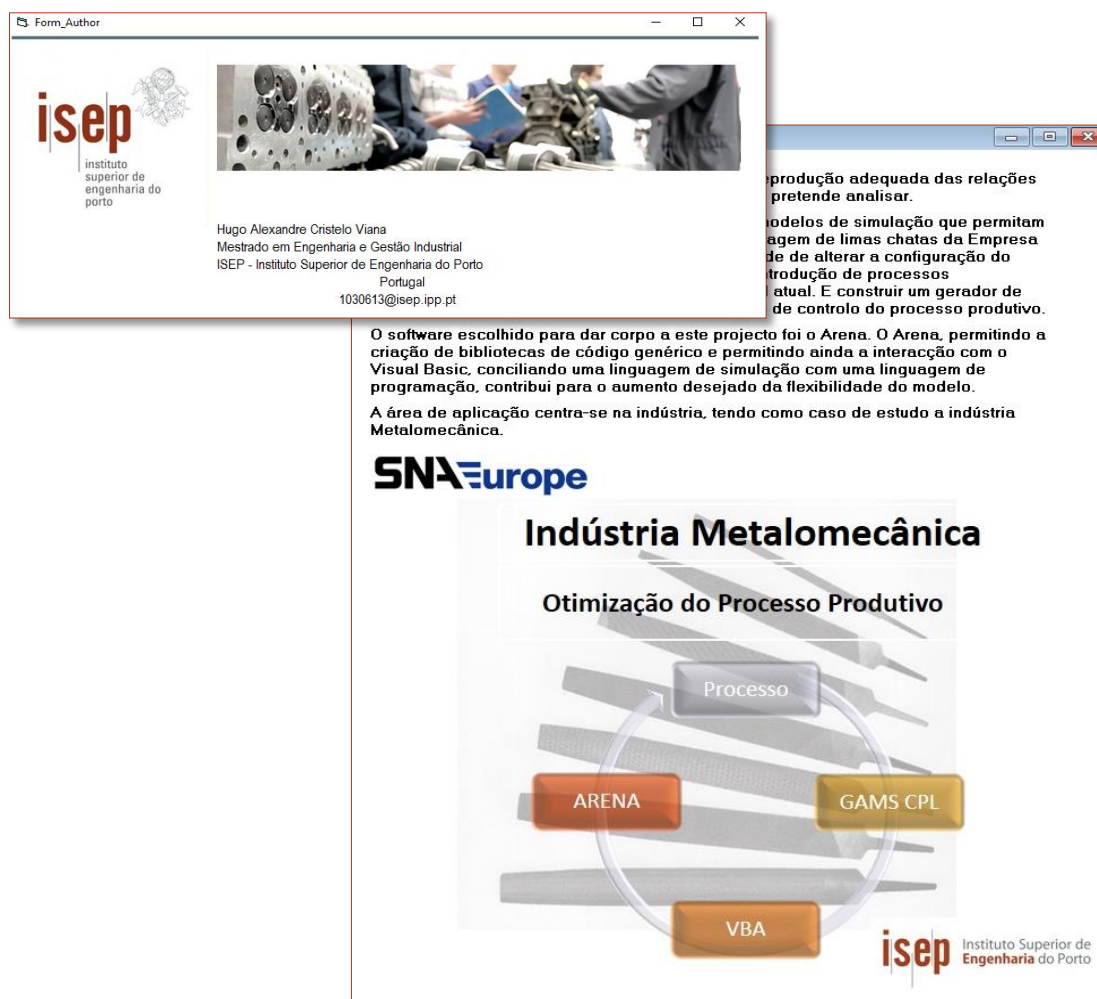 Form_Author
isep
instituto
superior de
engenharia do
porto
Hugo Alexandre Cristelo Viana
Mestrado em Engenharia e Gestão Industrial
ISEP - Instituto Superior de Engenharia do Porto
Portugal
1030613@isep.ipp.pt
adequada das relações
pretende analisar.
de simulação que permitam
de limas chatas da Empresa
de alterar a configuração do
de processos
atual. E construir um gerador de
de controlo do processo produtivo.
O software escolhido para dar corpo a este projecto foi o Arena. O Arena, permitindo a
criação de bibliotecas de código genérico e permitindo ainda a interacção com o
Visual Basic, conciliando uma linguagem de simulação com uma linguagem de
programação, contribui para o aumento desejado da flexibilidade do modelo.
A área de aplicação centra-se na indústria, tendo como caso de estudo a indústria
Metalomecânica.
SNA Europe
Indústria Metalomecânica
Otimização do Processo Produtivo
Processo
ARENA
GAMS CPL
VBA
isep
Instituto Superior de
Engenharia do Porto